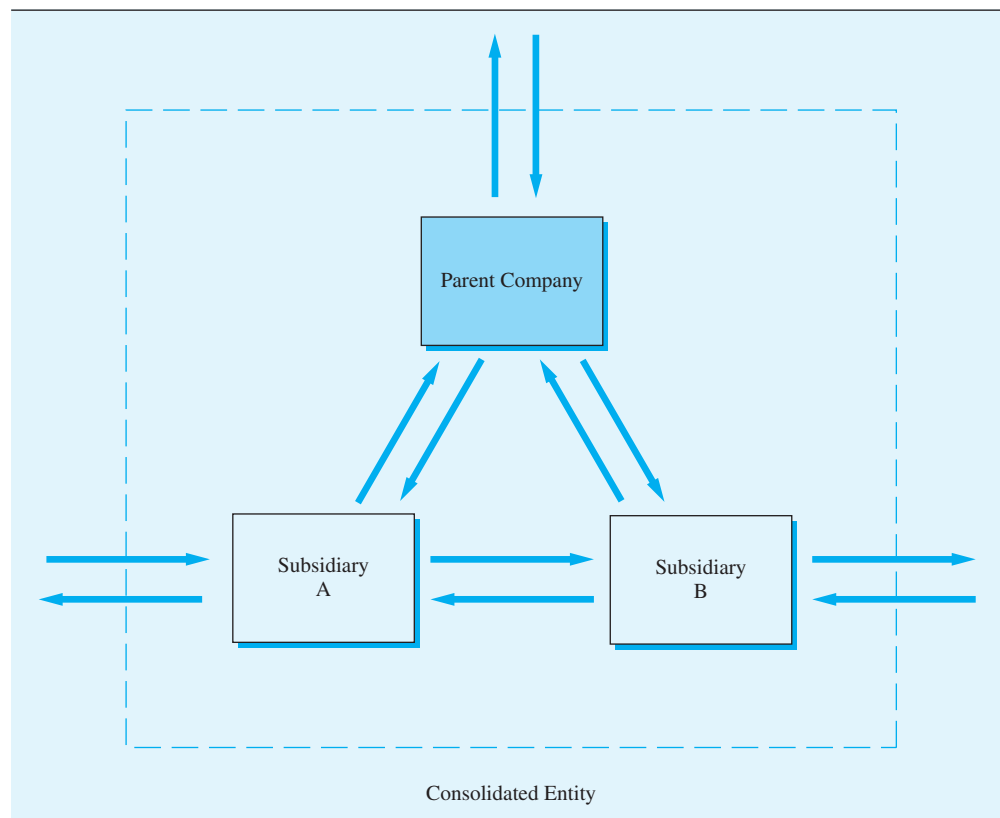 Parent Company
Subsidiary
A
Subsidiary
B
Consolidated Entity